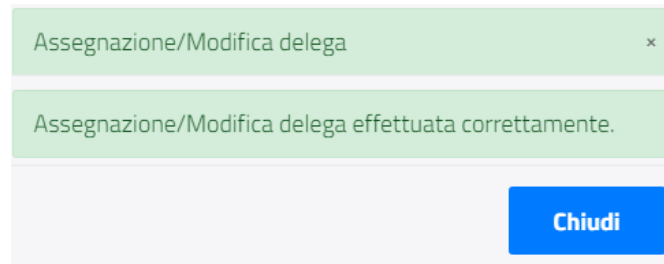 Assegnazione/Modifica delega ×
Assegnazione/Modifica delega effettuata correttamente.
Chiudi